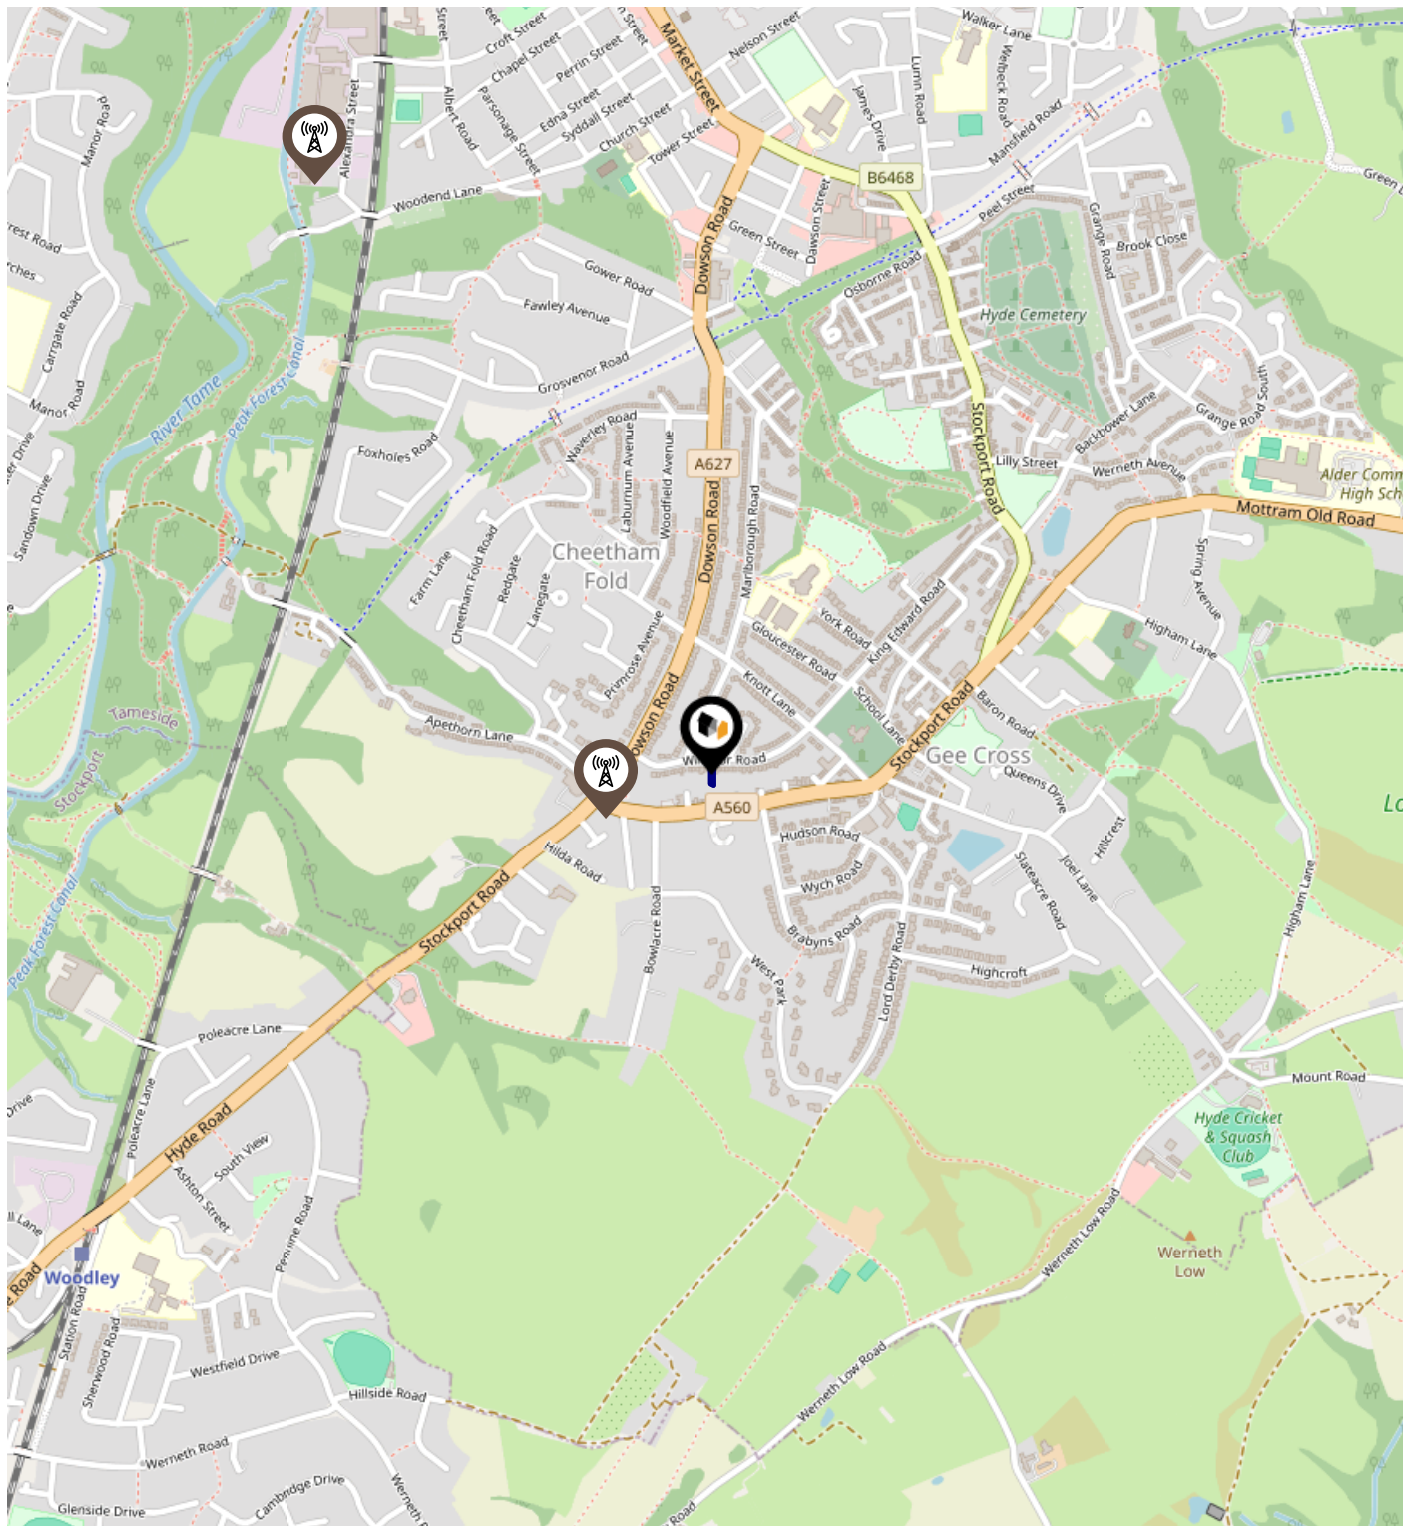 Croft Street
Chapel Street
Perrin Street
Market Street
Nelson Street
Walker Lane
Welbeck Road
Lumn Road
James Drive
Mansfield Road
Manor Road
Alexandra Street
Albert Road
Parsonage Street
Edna Street
Syddall Street
Church Street
Tower Street
B6468
Woodend Lane
Dowson Road
Green Street
Dawson Street
Peel Street
Grange Road
Brook Close
Osborne Road
Gower Road
Fawley Avenue
Hyde Cemetery
Carrgate Road
Peak Forest Canal
Grosvenor Road
Manor Road
River Tame
Waverley Road
Stockport Road
Backbower Lane
Grange Road South
Foxholes Road
Laburnum Avenue
Woodfield Avenue
A627
Lilly Street
Werneth Avenue
Sandown Drive
Dowson Road
Marlborough Road
Mottram Old Road
Cheetham
Fold
Farm Lane
Cheetham Fold Road
Redgate
Lanegate
Spring Avenue
Primrose Avenue
York Road
King Edward Road
Gloucester Road
Higham Lane
Knott Lane
School Lane
Baron Road
Tameside
Stockport
Apethorn Lane
Stockport Road
Gee Cross
Queens Drive
A560
Hudson Road
Hillcrest
Hilda Road
Wych Road
Slateacre Road
Joel Lane
Higham Lane
Stockport Road
Bowlacre Road
Brabyns Road
Lord Derby Road
Highcroft
West Park
Peak Forest Canal
Poleacre Lane
Mount Road
Poleacre Lane
Hyde Road
South View
Ashton Street
Hyde Cricket
& Squash
Club
Werneth Low Road
Werneth
Low
Woodley
Station Road
Sherwood Road
Westfield Drive
Hillside Road
Werneth Low Road
Werneth Road
Cambridge Drive
Glenside Drive